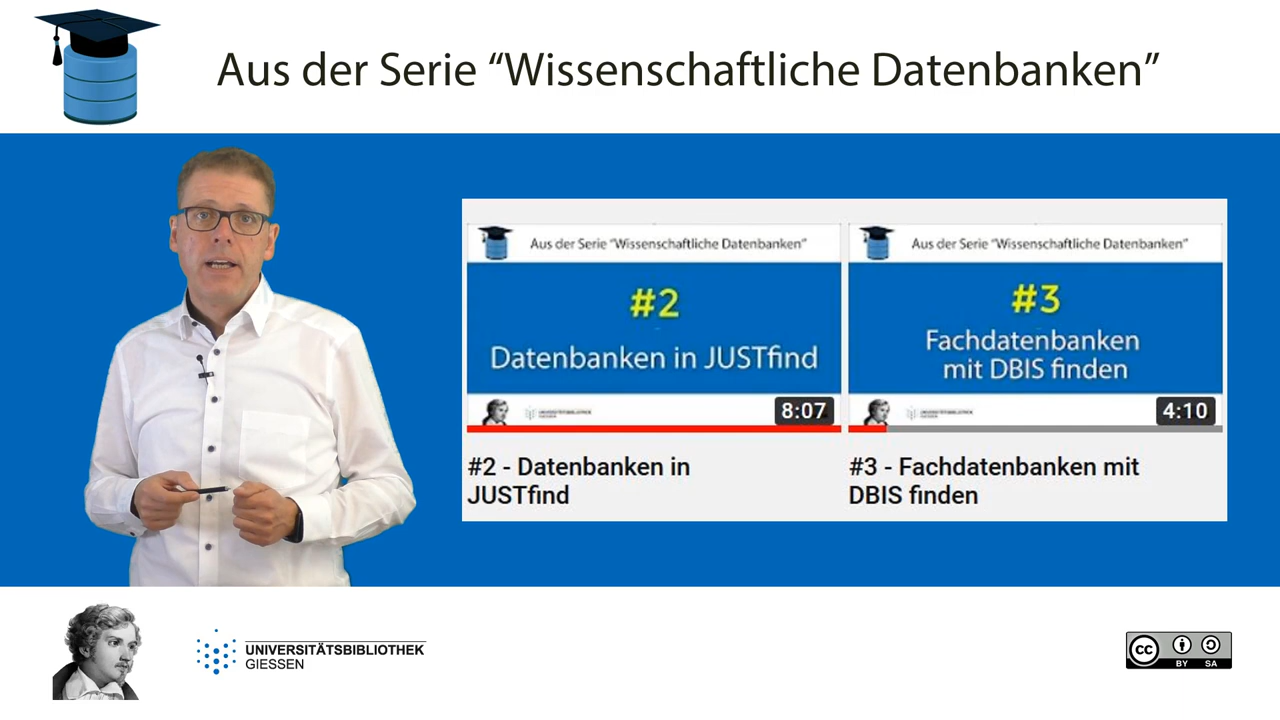 Aus der Serie “Wissenschaftliche Datenbanken”
Aus der Serie “Wissenschaftliche Datenbanken”
#2
Datenbanken in JUSTfind
8:07
#2 - Datenbanken in
JUSTfind
Aus der Serie “Wissenschaftliche Datenbanken”
#3
Fachdatenbanken
mit DBIS finden
4:10
#3 - Fachdatenbanken mit
DBIS finden
UNIVERSITÄTSBIBLIOTHEK
GIESSEN
cc
BY SA